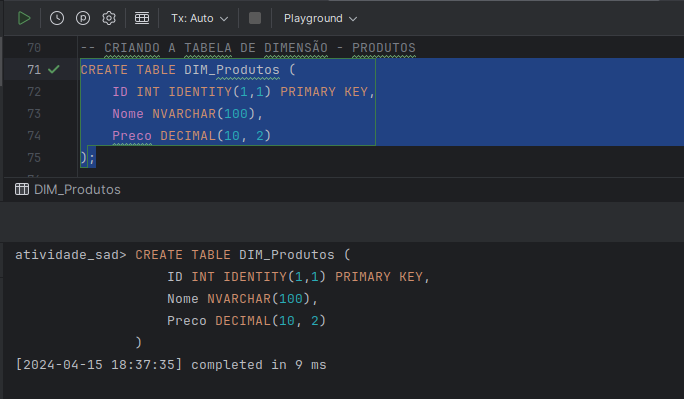 Tx: Auto
Playground
70 -- CRIANDO A TABELA DE DIMENSÃO - PRODUTOS
71 CREATE TABLE DIM_Produtos (
72 ID INT IDENTITY(1,1) PRIMARY KEY,
73 Nome NVARCHAR(100),
74 Preco DECIMAL(10, 2)
75 );
DIM_Produtos
atividade_sad> CREATE TABLE DIM_Produtos (
ID INT IDENTITY(1,1) PRIMARY KEY,
Nome NVARCHAR(100),
Preco DECIMAL(10, 2)
)
[2024-04-15 18:37:35] completed in 9 ms